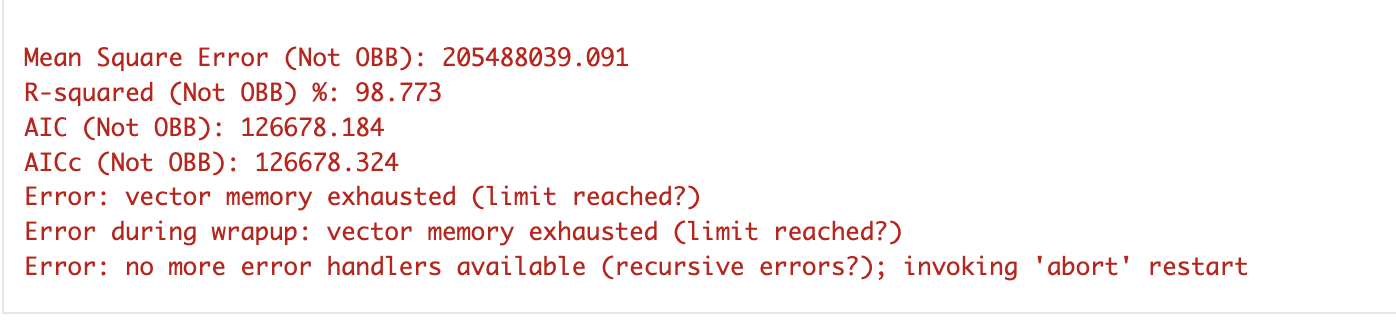 Mean Square Error (Not OBB): 205488039.091
R-squared (Not OBB) %: 98.773
AIC (Not OBB): 126678.184
AICc (Not OBB): 126678.324
Error: vector memory exhausted (limit reached?)
Error during wrapup: vector memory exhausted (limit reached?)
Error: no more error handlers available (recursive errors?); invoking 'abort' restart